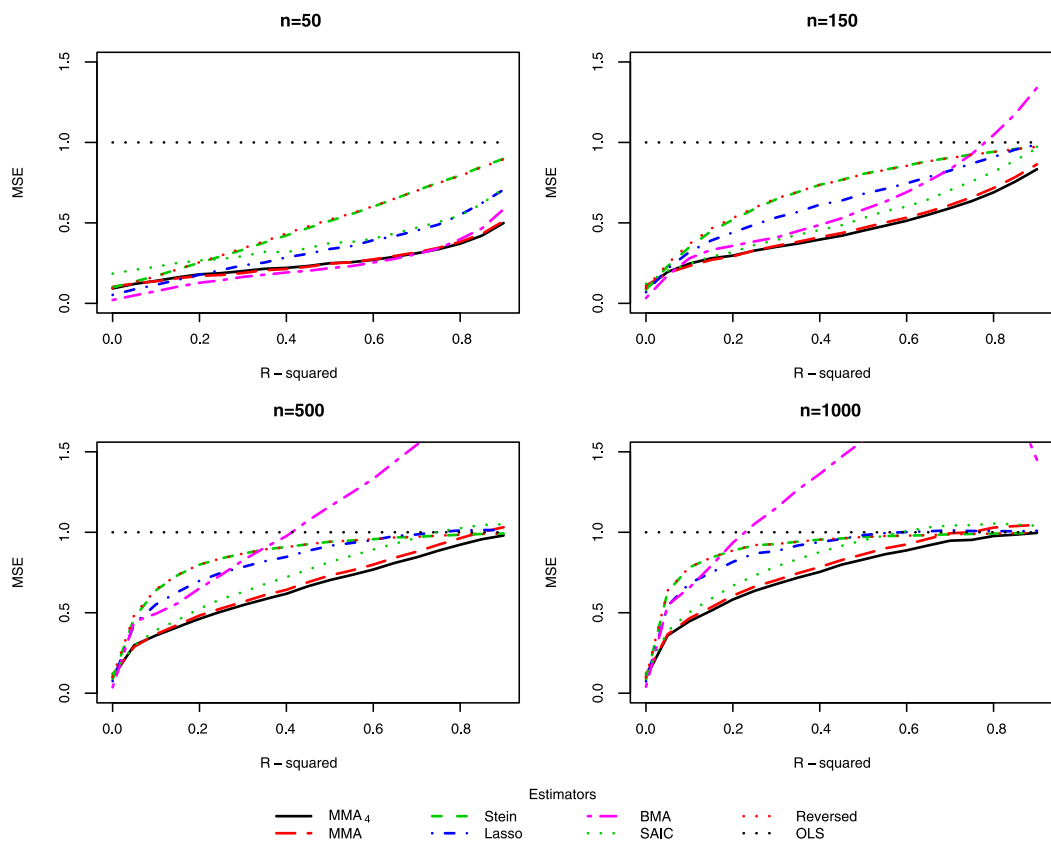 n=50
n=150
MSE
0.0 0.5 1.0 1.5
0.0 0.2 0.4 0.6 0.8
R − squared
MSE
0.0 0.5 1.0 1.5
0.0 0.2 0.4 0.6 0.8
R − squared
n=500
n=1000
MSE
0.0 0.5 1.0 1.5
0.0 0.2 0.4 0.6 0.8
R − squared
MSE
0.0 0.5 1.0 1.5
0.0 0.2 0.4 0.6 0.8
R − squared
Estimators
MMA4 Stein BMA Reversed
MMA Lasso SAIC OLS